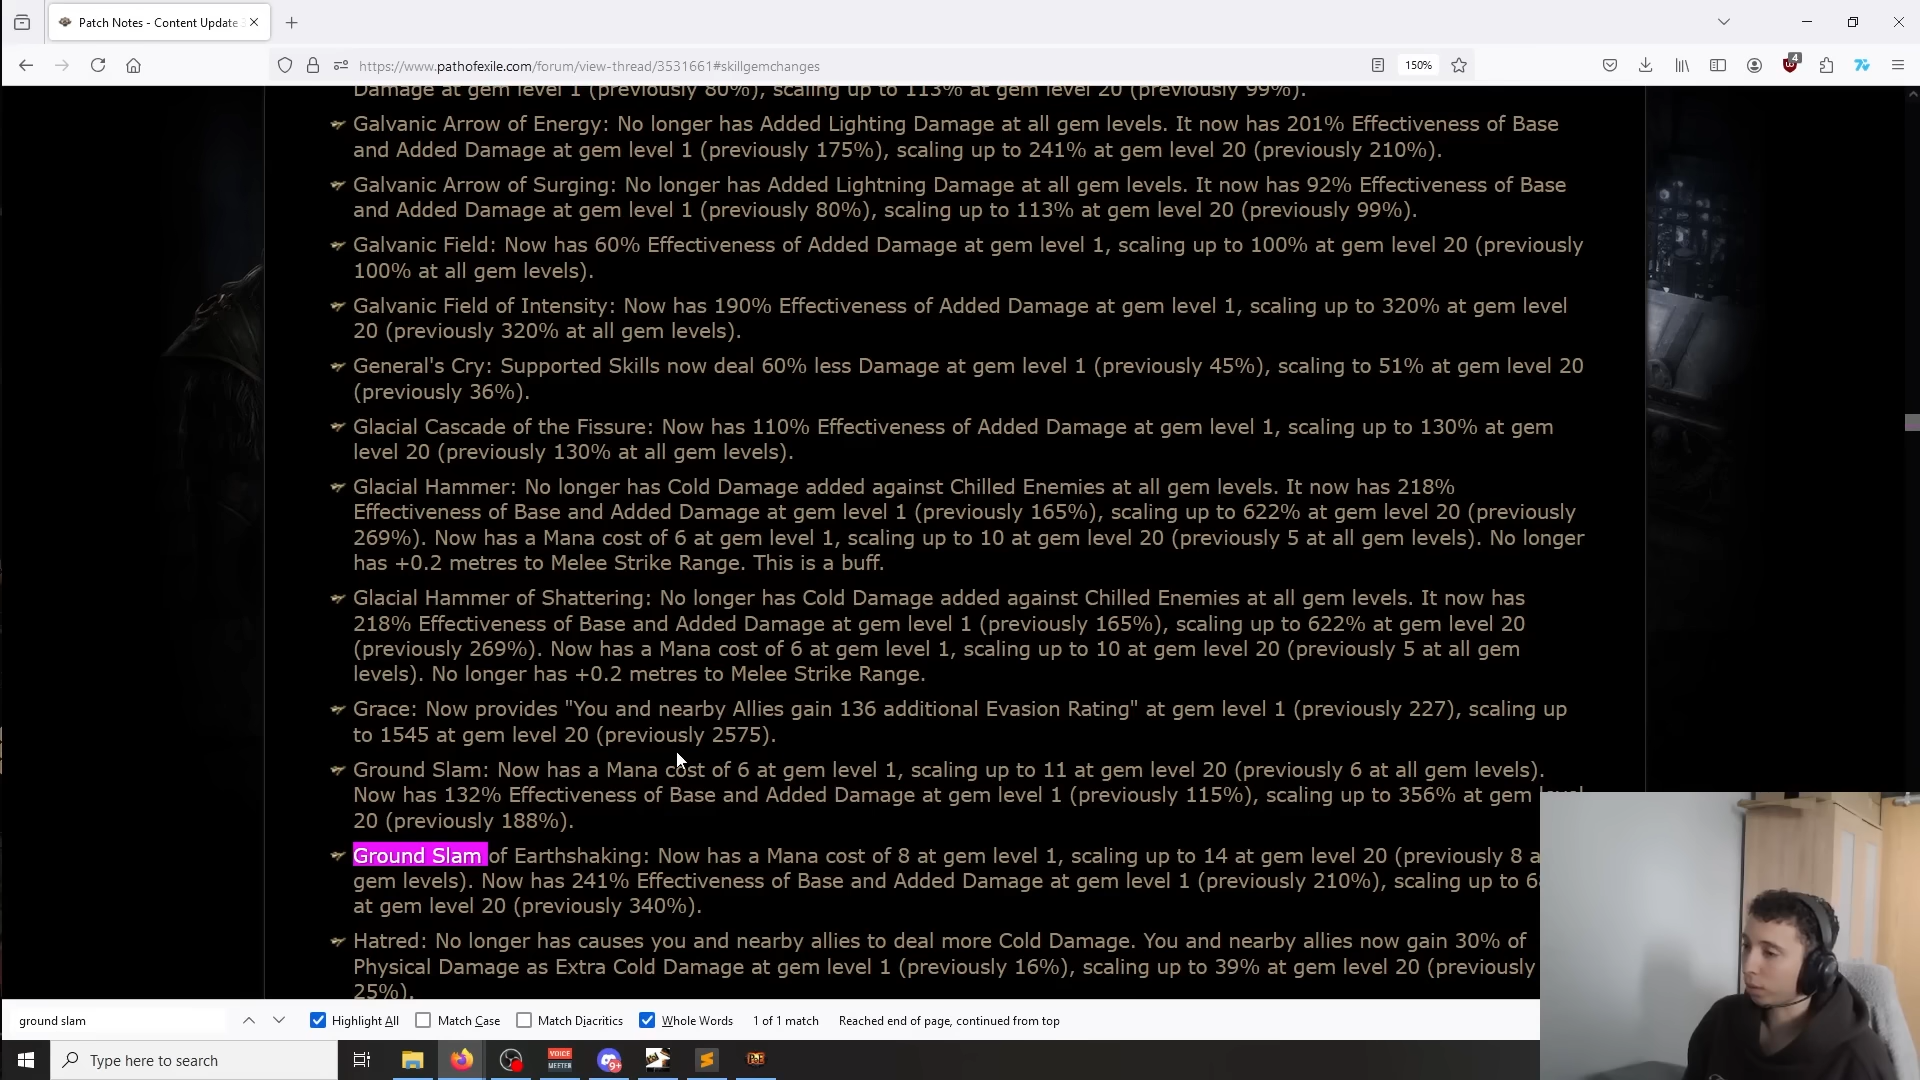 Patch Notes - Content Update
https://www.pathofexile.com/forum/view-thread/3531661#skillgemchanges
150%
4
Damage at gem level 1 (previously 80%), scaling up to 113% at gem level 20 (previously 99%).
Galvanic Arrow of Energy: No longer has Added Lighting Damage at all gem levels. It now has 201% Effectiveness of Base
and Added Damage at gem level 1 (previously 175%), scaling up to 241% at gem level 20 (previously 210%).
Galvanic Arrow of Surging: No longer has Added Lightning Damage at all gem levels. It now has 92% Effectiveness of Base
and Added Damage at gem level 1 (previously 80%), scaling up to 113% at gem level 20 (previously 99%).
Galvanic Field: Now has 60% Effectiveness of Added Damage at gem level 1, scaling up to 100% at gem level 20 (previously
100% at all gem levels).
Galvanic Field of Intensity: Now has 190% Effectiveness of Added Damage at gem level 1, scaling up to 320% at gem level
20 (previously 320% at all gem levels).
General's Cry: Supported Skills now deal 60% less Damage at gem level 1 (previously 45%), scaling to 51% at gem level 20
(previously 36%).
Glacial Cascade of the Fissure: Now has 110% Effectiveness of Added Damage at gem level 1, scaling up to 130% at gem
level 20 (previously 130% at all gem levels).
Glacial Hammer: No longer has Cold Damage added against Chilled Enemies at all gem levels. It now has 218%
Effectiveness of Base and Added Damage at gem level 1 (previously 165%), scaling up to 622% at gem level 20 (previously
269%). Now has a Mana cost of 6 at gem level 1, scaling up to 10 at gem level 20 (previously 5 at all gem levels). No longer
has +0.2 metres to Melee Strike Range. This is a buff.
Glacial Hammer of Shattering: No longer has Cold Damage added against Chilled Enemies at all gem levels. It now has
218% Effectiveness of Base and Added Damage at gem level 1 (previously 165%), scaling up to 622% at gem level 20
(previously 269%). Now has a Mana cost of 6 at gem level 1, scaling up to 10 at gem level 20 (previously 5 at all gem
levels). No longer has +0.2 metres to Melee Strike Range.
Grace: Now provides "You and nearby Allies gain 136 additional Evasion Rating" at gem level 1 (previously 227), scaling up
to 1545 at gem level 20 (previously 2575).
Ground Slam: Now has a Mana cost of 6 at gem level 1, scaling up to 11 at gem level 20 (previously 6 at all gem levels).
Now has 132% Effectiveness of Base and Added Damage at gem level 1 (previously 115%), scaling up to 356% at gem
20 (previously 188%).
Ground Slam of Earthshaking: Now has a Mana cost of 8 at gem level 1, scaling up to 14 at gem level 20 (previously 8 a
gem levels). Now has 241% Effectiveness of Base and Added Damage at gem level 1 (previously 210%), scaling up to 6
at gem level 20 (previously 340%).
Hatred: No longer has causes you and nearby allies to deal more Cold Damage. You and nearby allies now gain 30% of
Physical Damage as Extra Cold Damage at gem level 1 (previously 16%), scaling up to 39% at gem level 20 (previously
25%).
ground slam
Highlight All
Match Case
Match Diacritics
Whole Words
1 of 1 match
Reached end of page, continued from top
Type here to search
VOICE
MEETER
9+